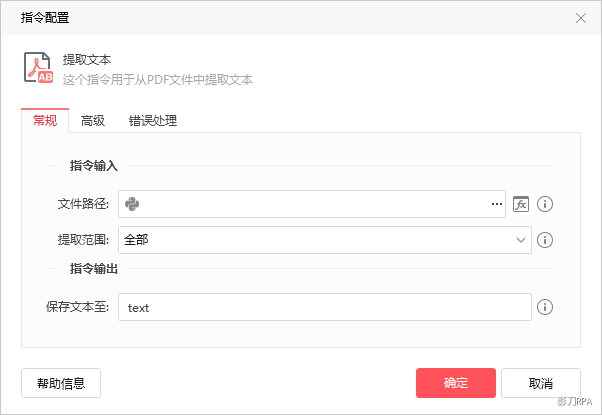 指令配置
提取文本
这个指令用于从PDF文件中提取文本
常规 高级 错误处理
指令输入
文件路径: ... fx
提取范围: 全部
指令输出
保存文本至: text
帮助信息 确定 取消
影刀RPA